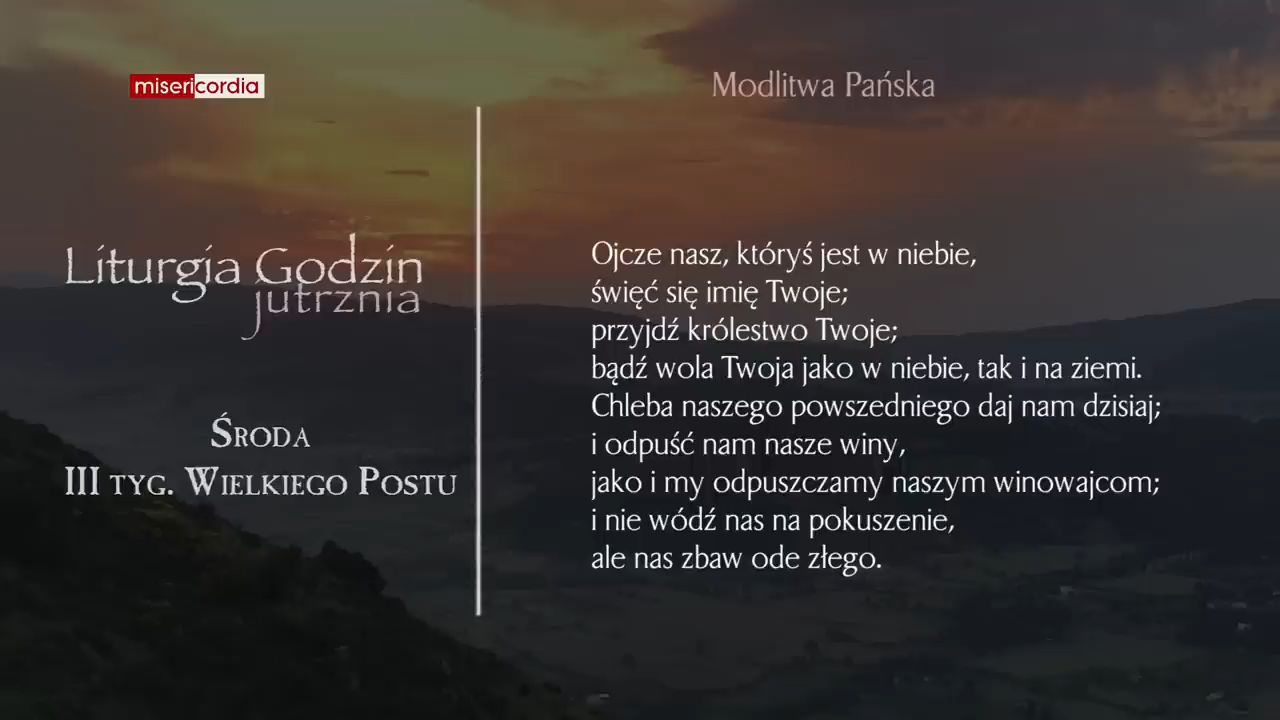 misericordia
Modlitwa Pańska
Liturgia Godzin
jutrznia
Środa
III tyg. Wielkiego Postu
Ojcze nasz, któryś jest w niebie,
święć się imię Twoje;
przyjdź królestwo Twoje;
bądź wola Twoja jako w niebie, tak i na ziemi.
Chleba naszego powszedniego daj nam dzisiaj;
i odpuść nam nasze winy,
jako i my odpuszczamy naszym winowajcom;
i nie wódź nas na pokuszenie,
ale nas zbaw ode złego.